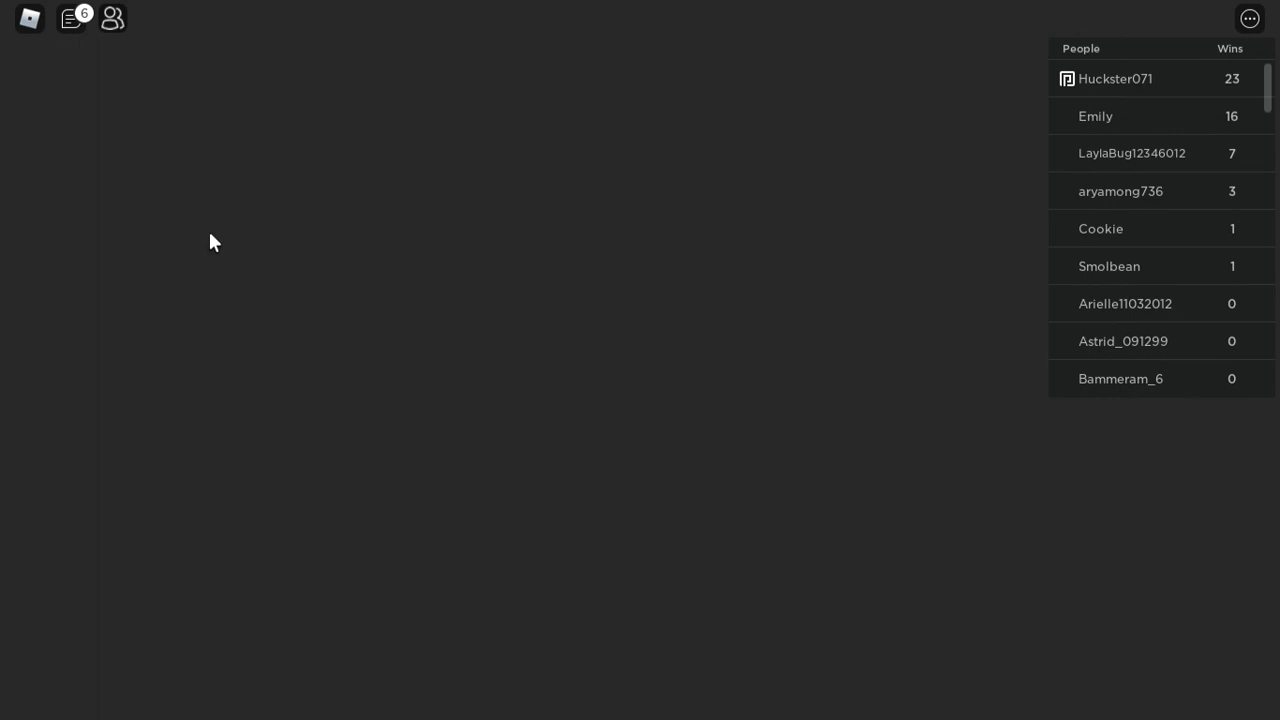 6
People Wins
Huckster071 23
Emily 16
LaylaBug12346012 7
aryamong736 3
Cookie 1
Smolbean 1
Arielle11032012 0
Astrid_091299 0
Bammeram_6 0